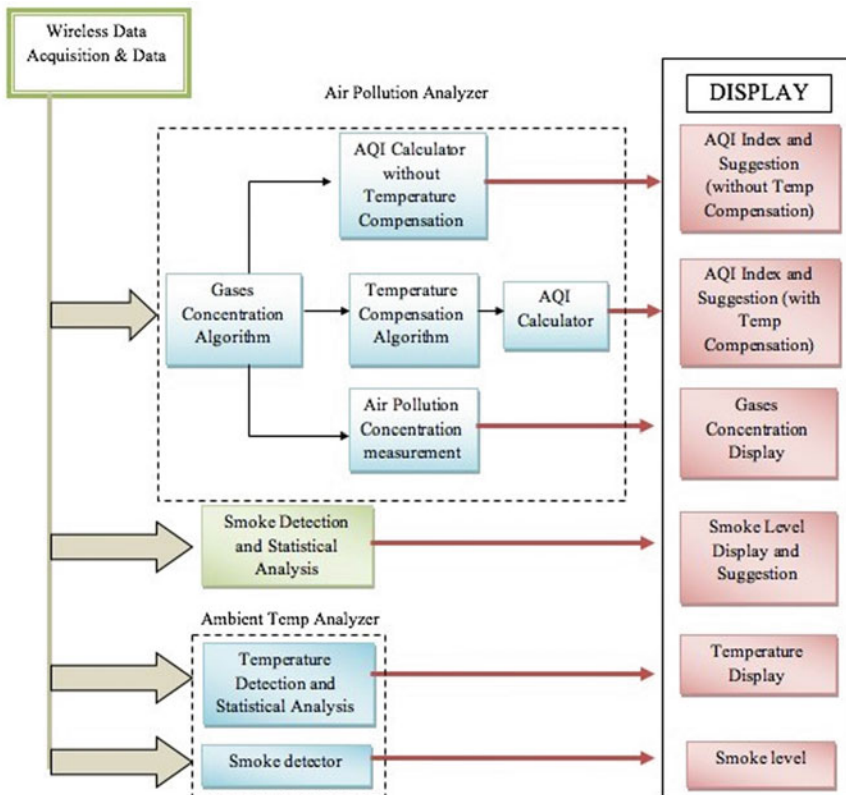 Wireless Data
Acquisition & Data
Air Pollution Analyzer
DISPLAY
AQI Calculator
without
Temperature
Compensation
AQI Index and
Suggestion
(without Temp
Compensation)
Gases
Concentration
Algorithm
Temperature
Compensation
Algorithm
AQI
Calculator
AQI Index and
Suggestion (with
Temp
Compensation)
Air Pollution
Concentration
measurement
Gases
Concentration
Display
Smoke Detection
and Statistical
Analysis
Smoke Level
Display and
Suggestion
Ambient Temp Analyzer
Temperature
Detection and
Statistical Analysis
Temperature
Display
Smoke detector
Smoke level